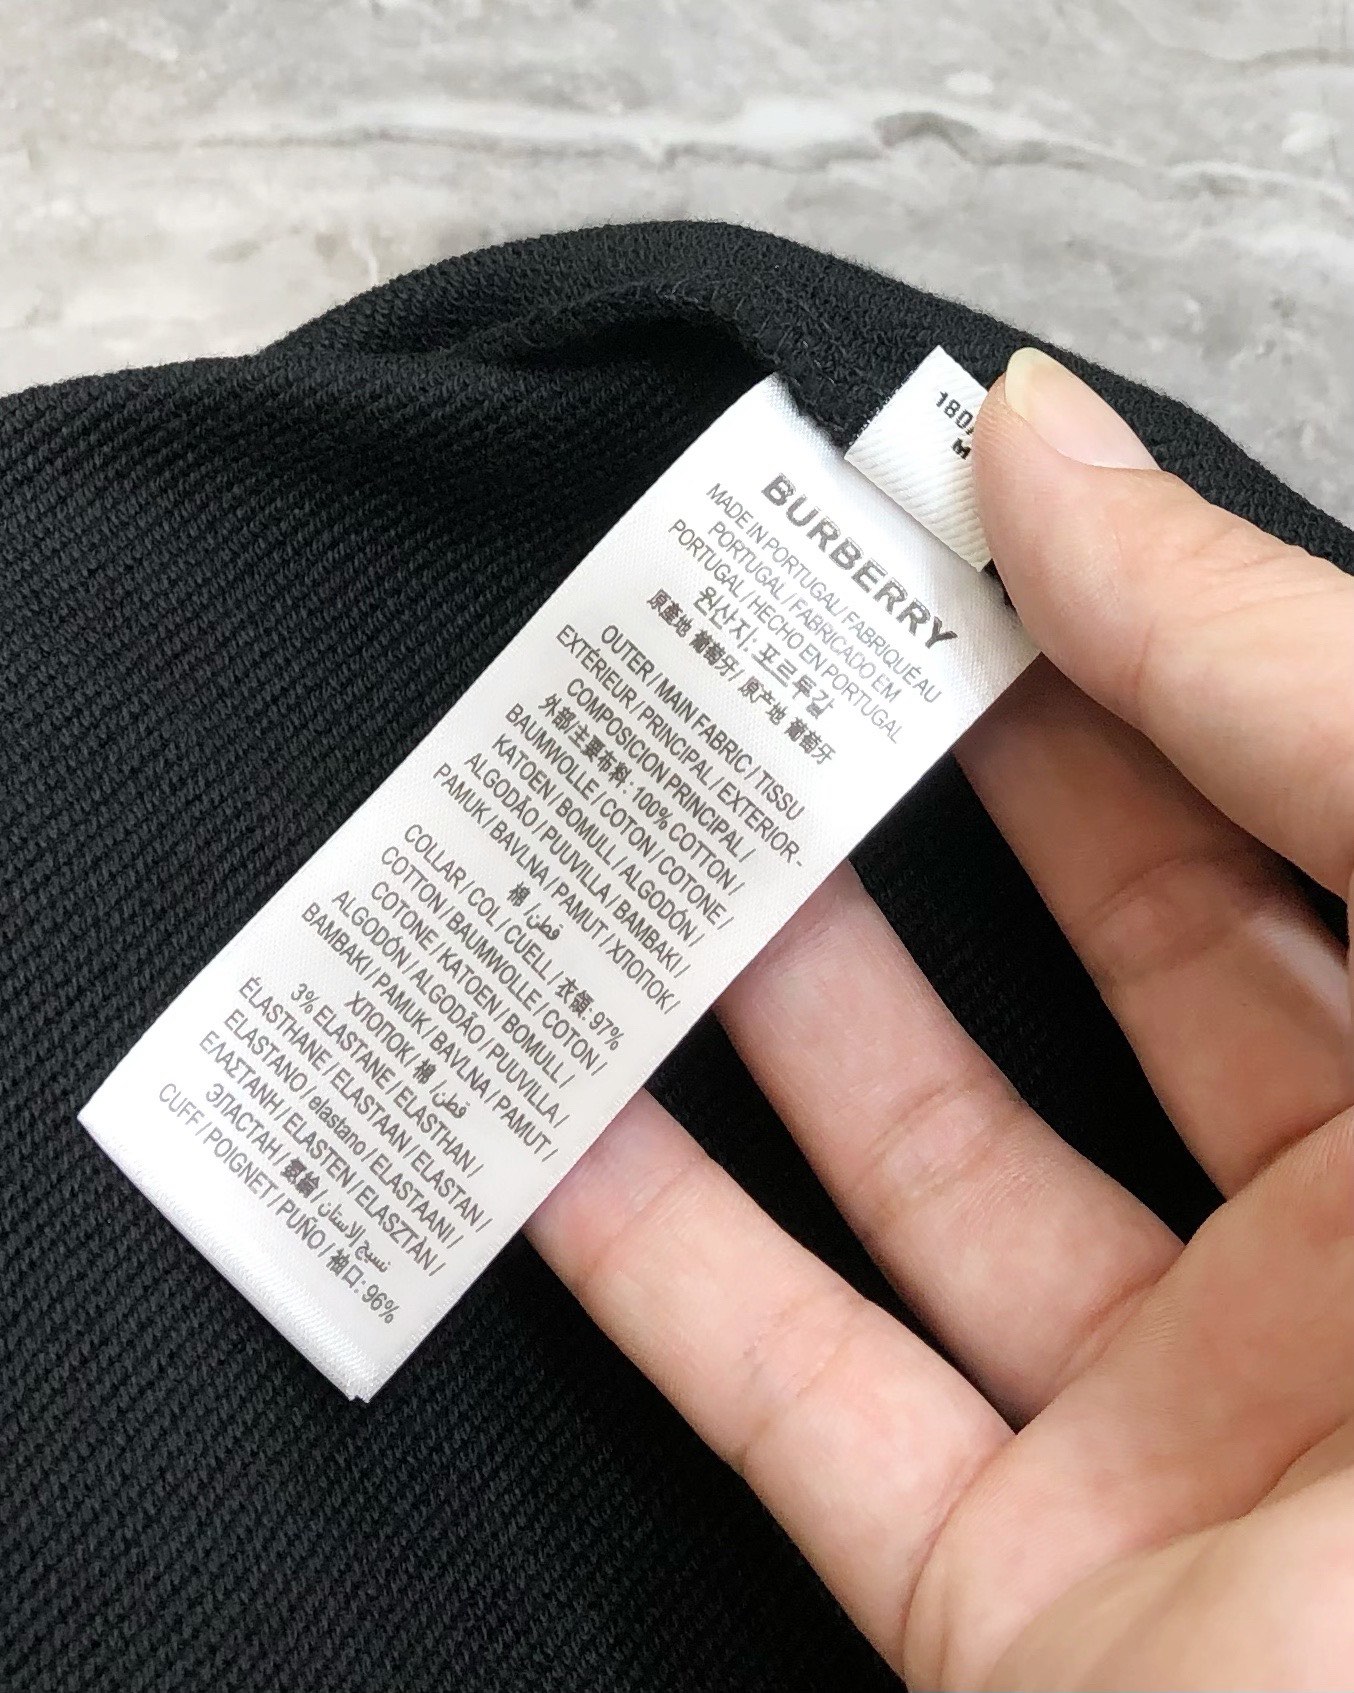 180/
M
BURBERRY
MADE IN PORTUGAL / FABRIQUÉ AU
PORTUGAL / FABRICADO EM
PORTUGAL / HECHO EN PORTUGAL
원산지: 포르투갈
原產地 葡萄牙 / 原产地 葡萄牙
OUTER / MAIN FABRIC / TISSU
EXTÉRIEUR / PRINCIPAL / EXTERIOR-
COMPOSICION PRINCIPAL /
外部/主要布料: 100% COTTON /
BAUMWOLLE / COTON / COTONE /
KATOEN / BOMULL / ALGODÓN /
ALGODÃO / PUUVILLA / BAMBAKI /
PAMUK / BAVLNA / PAMUT / ХЛОПОК /
棉 / قطن
COLLAR / COL / CUELL / 衣領: 97%
COTTON / BAUMWOLLE / COTON /
COTONE / KATOEN / BOMULL /
ALGODÓN / ALGODÃO / PUUVILLA /
BAMBAKI / PAMUK / BAVLNA / PAMUT /
ХЛОПОК / 棉 / قطن
3% ELASTANE / ELASTHAN /
ÉLASTHANE / ELASTAAN / ELASTAN /
ELASTANO / elastano / ELASTAANI /
ΕΛΑΣΤΑΝΗ / ELASTEN / ELASZTÁN /
ЭЛАСТАН / 氨綸 / نسيج الاستان /
CUFF / POIGNET / PUÑO / 袖口: 96%